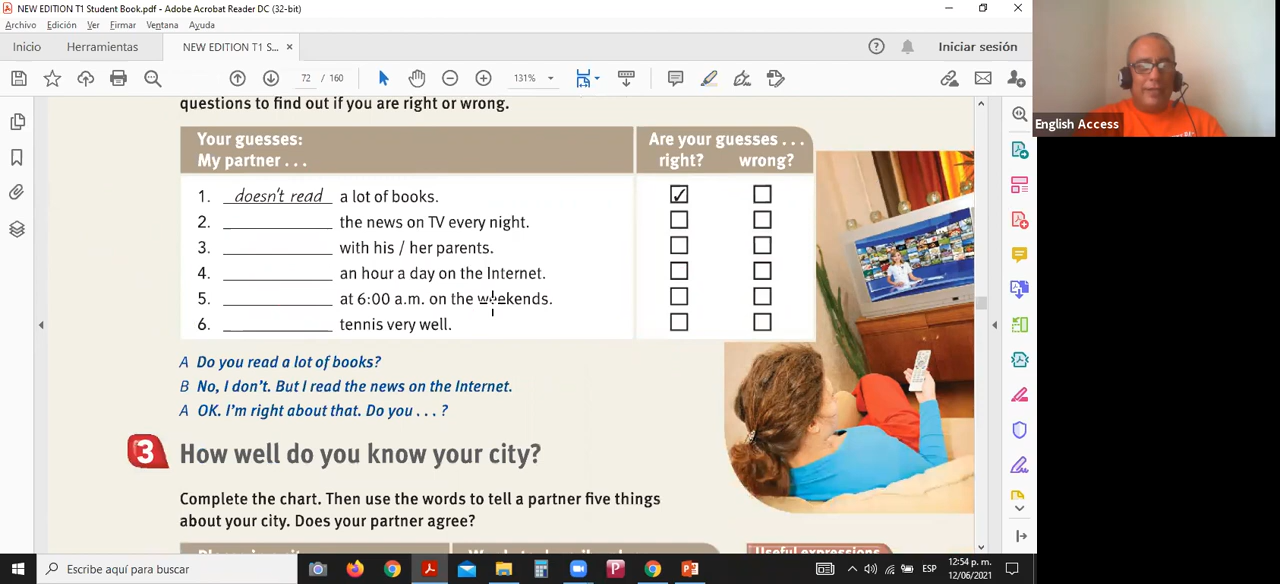 NEW EDITION T1 Student Book.pdf - Adobe Acrobat Reader DC (32-bit)
Archivo Edición Ver Firmar Ventana Ayuda
Inicio Herramientas NEW EDITION T1 S... × Iniciar sesión
72 / 160 131%
questions to find out if you are right or wrong.
Your guesses: Are your guesses . . .
My partner . . . right? wrong?
1. doesn't read a lot of books.
2. the news on TV every night.
3. with his / her parents.
4. an hour a day on the Internet.
5. at 6:00 a.m. on the weekends.
6. tennis very well.
A Do you read a lot of books?
B No, I don't. But I read the news on the Internet.
A OK. I'm right about that. Do you . . . ?
3 How well do you know your city?
Complete the chart. Then use the words to tell a partner five things
about your city. Does your partner agree?
Useful expressions
English Access
Escribe aquí para buscar
ESP
12:54 p. m.
12/06/2021